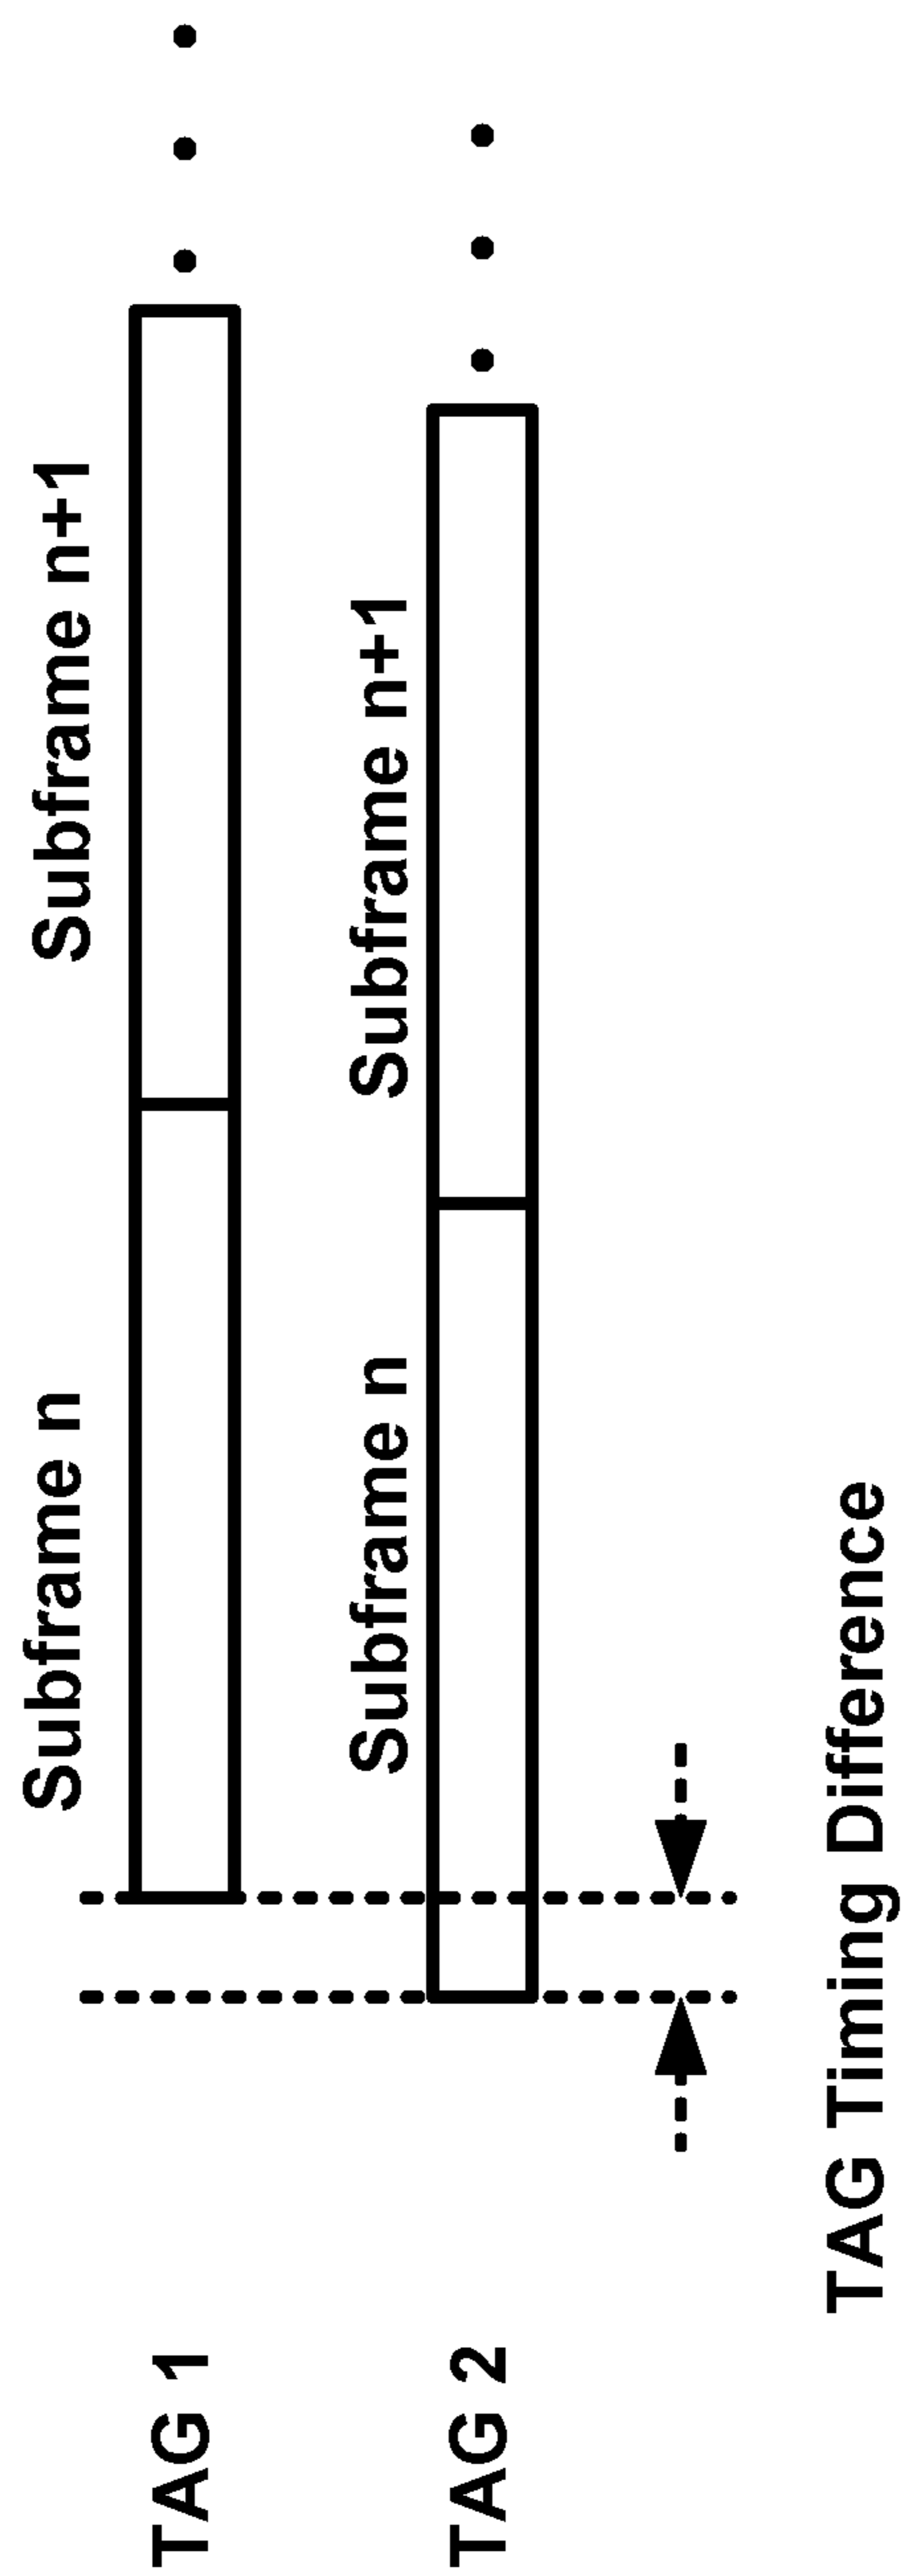 Subframe n
Subframe n+1
TAG 1
Subframe n
Subframe n+1
TAG 2
TAG Timing Difference